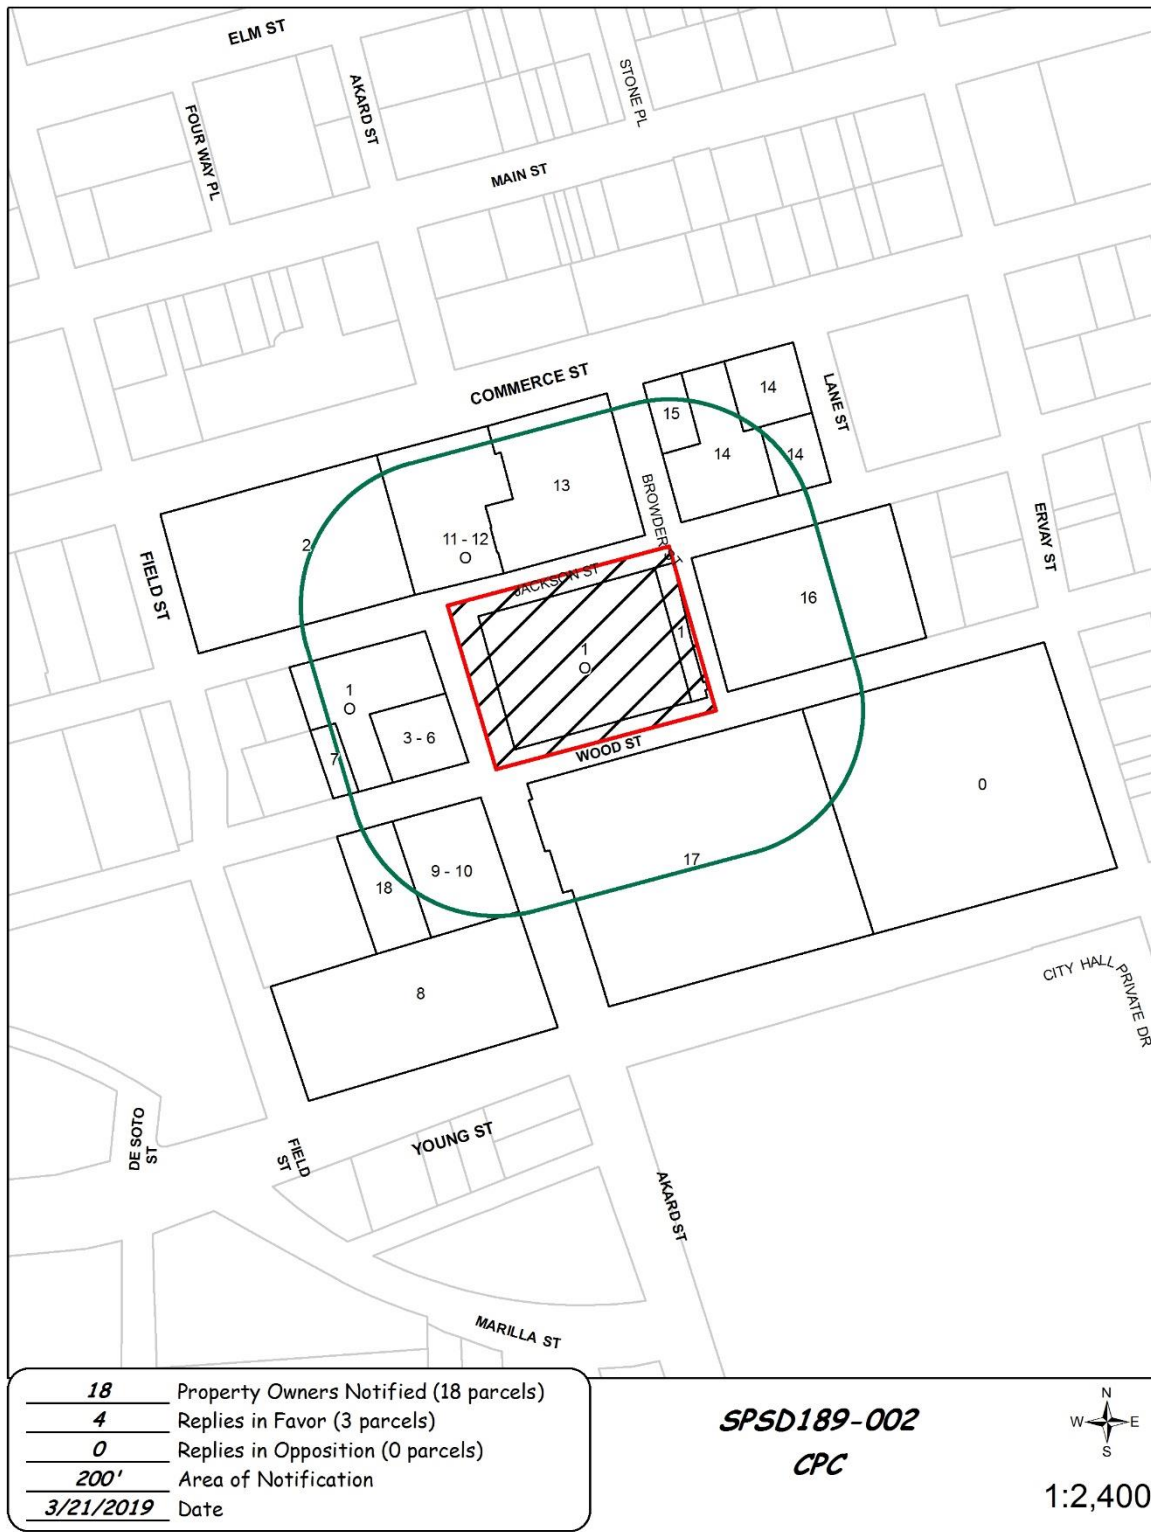 ELM ST
FOUR WAY PL
AKARD ST
STONE PL
MAIN ST
COMMERCE ST
LANE ST
14
15
14
14
13
BROWDER ST
ERVAY ST
11 - 12
O
2
FIELD ST
JACKSON ST
16
1
1
O
1
O
3 - 6
7
WOOD ST
0
17
9 - 10
18
8
CITY HALL PRIVATE DR
DE SOTO
ST
FIELD
ST
YOUNG ST
AKARD ST
MARILLA ST
18 Property Owners Notified (18 parcels)
4 Replies in Favor (3 parcels)
0 Replies in Opposition (0 parcels)
200' Area of Notification
3/21/2019 Date
SPSD189-002
CPC
N
W E
S
1:2,400